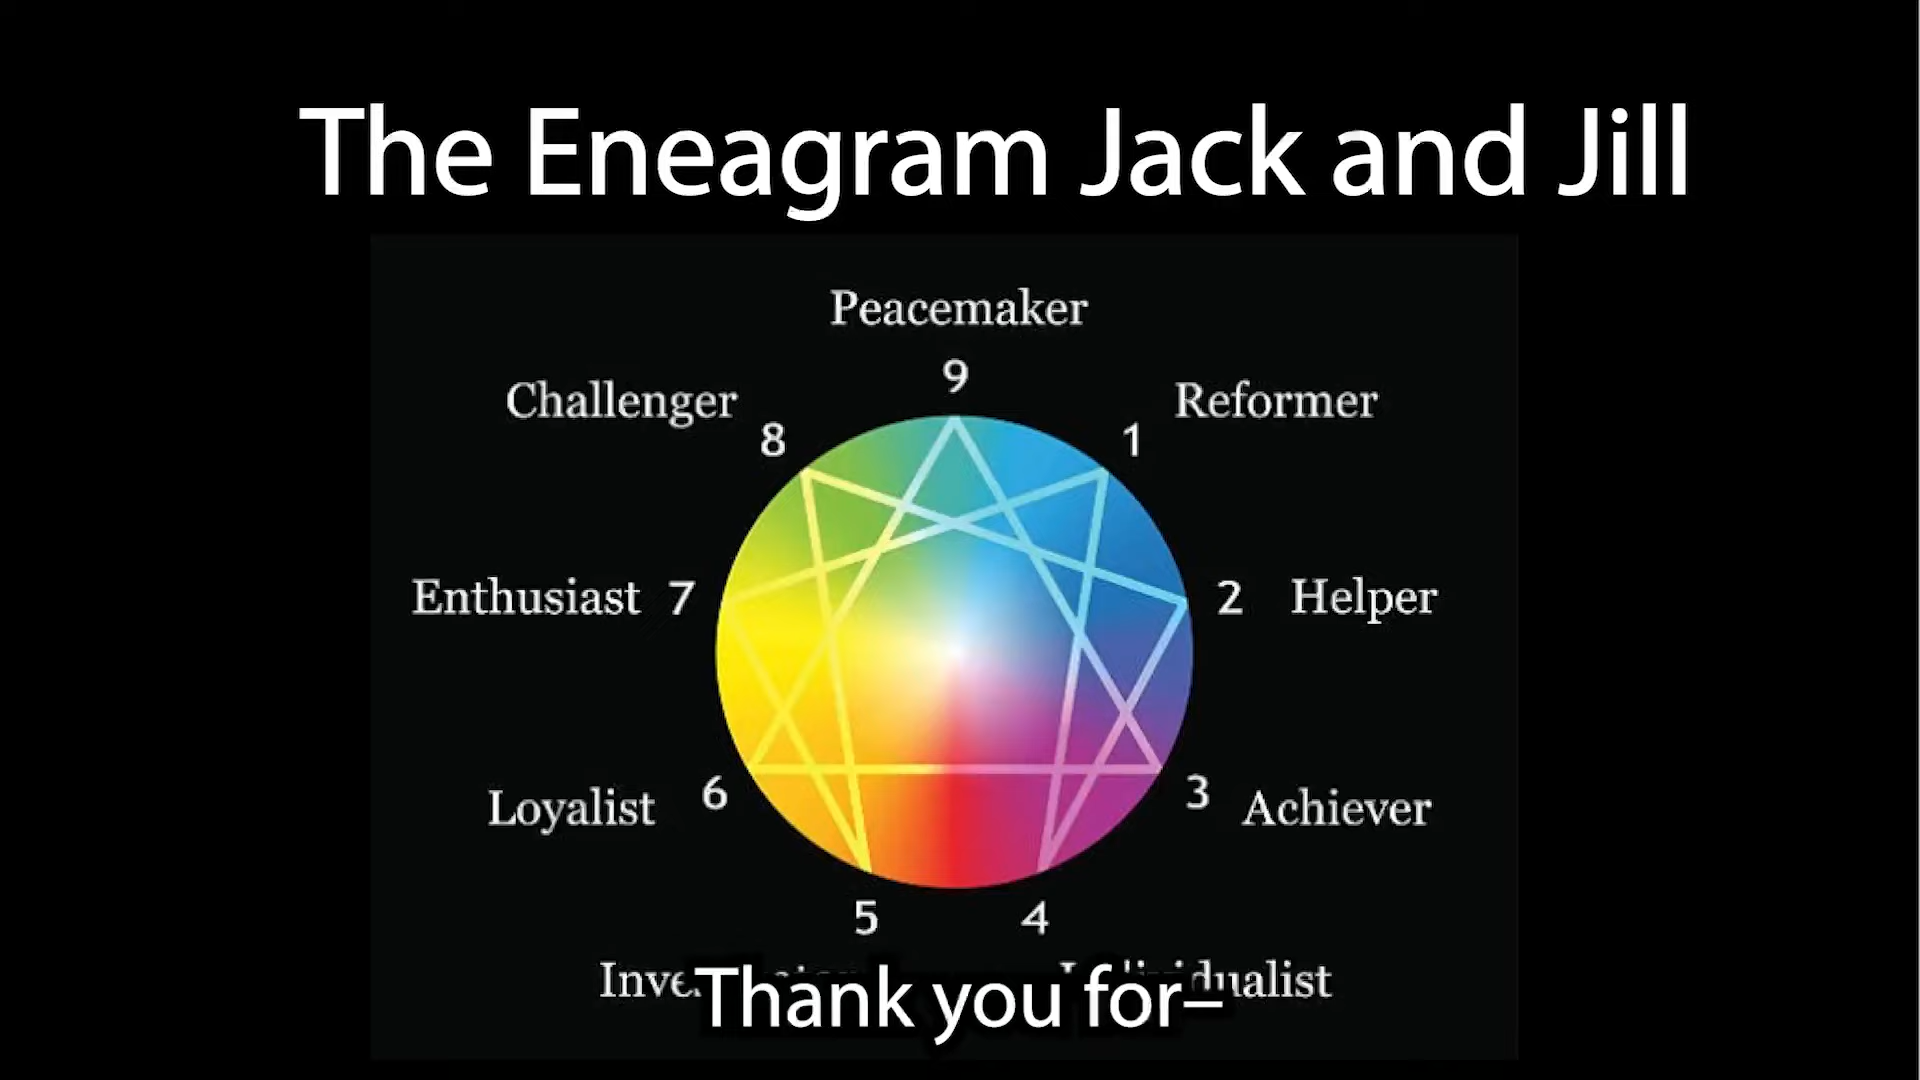 The Eneagram Jack and Jill
Peacemaker
9
Challenger
8
Reformer
1
Enthusiast 7
2 Helper
Loyalist 6
3 Achiever
5
4
Thank you for–